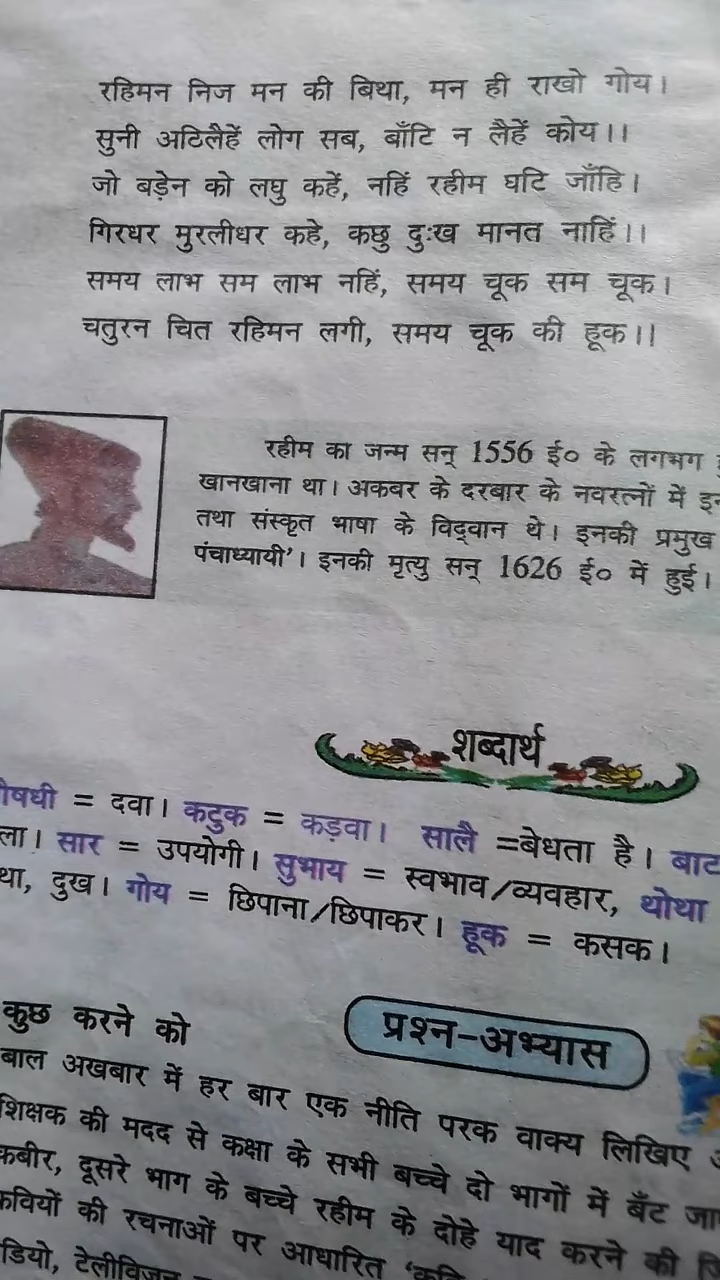 रहिमन निज मन की बिथा, मन ही राखो गोय।
सुनी अटिलैहें लोग सब, बाँटि न लैहें कोय।।
जो बड़ेन को लघु कहें, नहिं रहीम घटि जाँहि।
गिरधर मुरलीधर कहे, कछु दुःख मानत नाहिं।।
समय लाभ सम लाभ नहिं, समय चूक सम चूक।
चतुरन चित रहिमन लगी, समय चूक की हूक।।
रहीम का जन्म सन् 1556 ई० के लगभग
खानखाना था। अकबर के दरबार के नवरत्नों में
तथा संस्कृत भाषा के विद्वान थे। इनकी प्रमुख
पंचाध्यायी'। इनकी मृत्यु सन् 1626 ई० में हुई।
शब्दार्थ
= दवा। कटुक = कड़वा। सालै =बेधता है। बाट
सार = उपयोगी। सुभाय = स्वभाव/व्यवहार, थोथा
दुख। गोय = छिपाना/छिपाकर। हूक = कसक।
प्रश्न-अभ्यास
कुछ करने को
बाल अखबार में हर बार एक नीति परक वाक्य लिखिए
शिक्षक की मदद से कक्षा के सभी बच्चे दो भागों में बँट
कबीर, दूसरे भाग के बच्चे रहीम के दोहे याद करने की
की रचनाओं पर आधारित
टेलीविजन